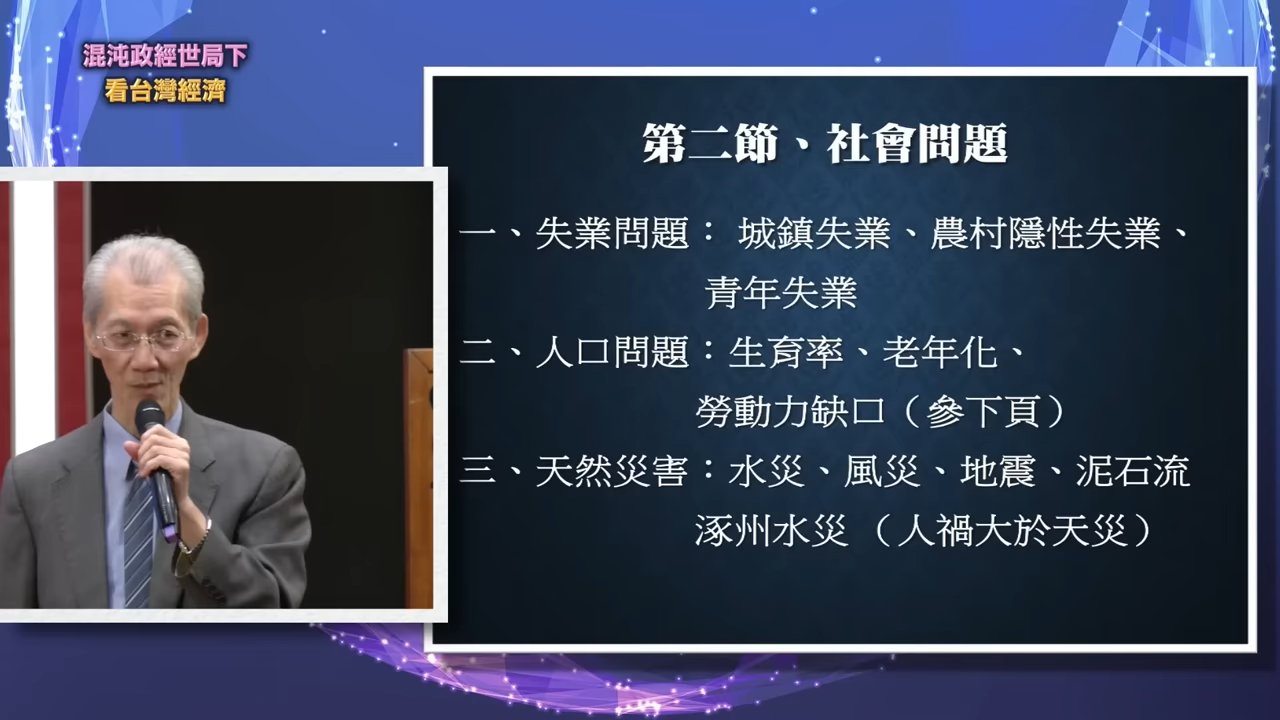 混沌政經世局下
看台灣經濟
第二節、社會問題
一、失業問題： 城鎮失業、農村隱性失業、
青年失業
二、人口問題：生育率、老年化、
勞動力缺口（參下頁）
三、天然災害：水災、風災、地震、泥石流
涿州水災 （人禍大於天災）